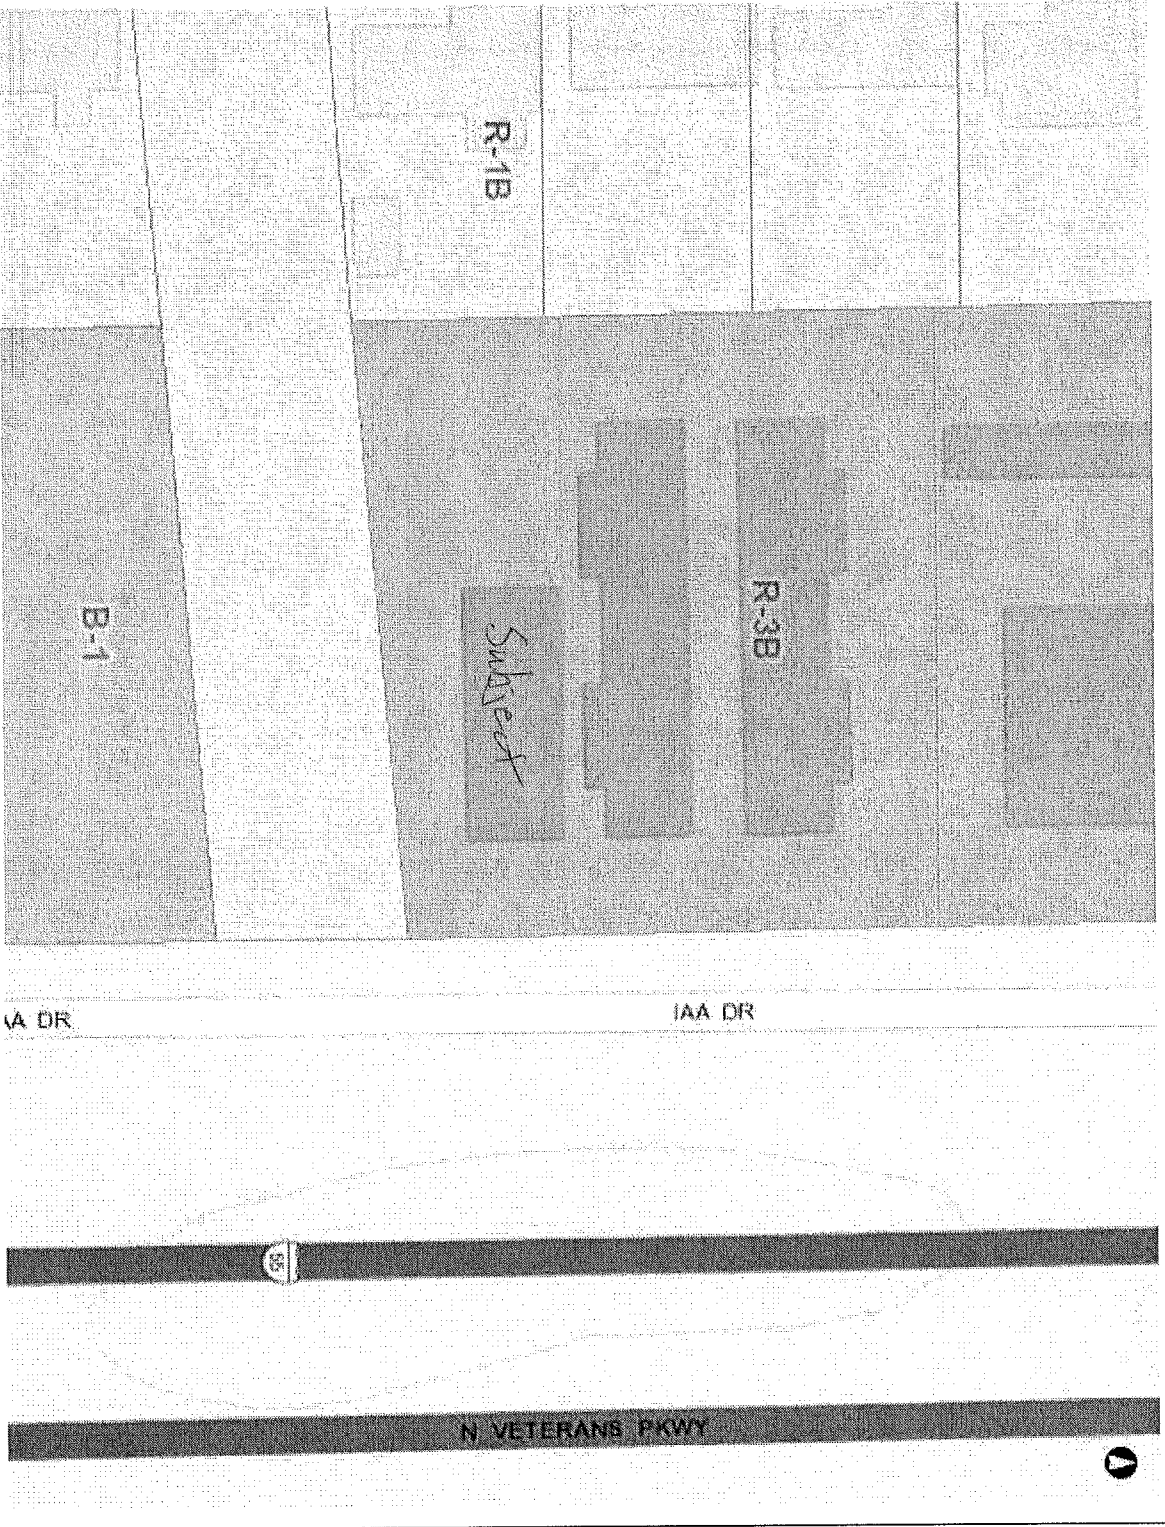 R-1B
B-1
Subject
R-3B
AA DR
IAA DR
55
N VETERANS PKWY